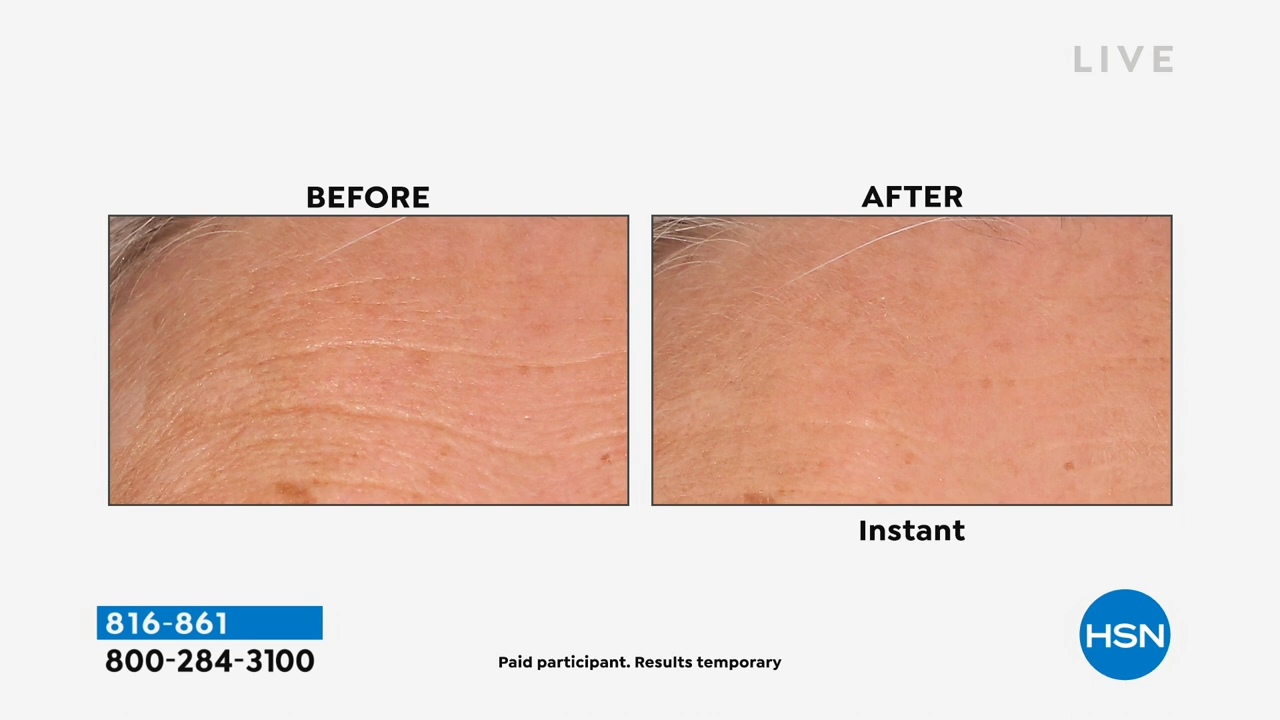 LIVE
BEFORE
AFTER
Instant
816-861
800-284-3100
Paid participant. Results temporary
HSN